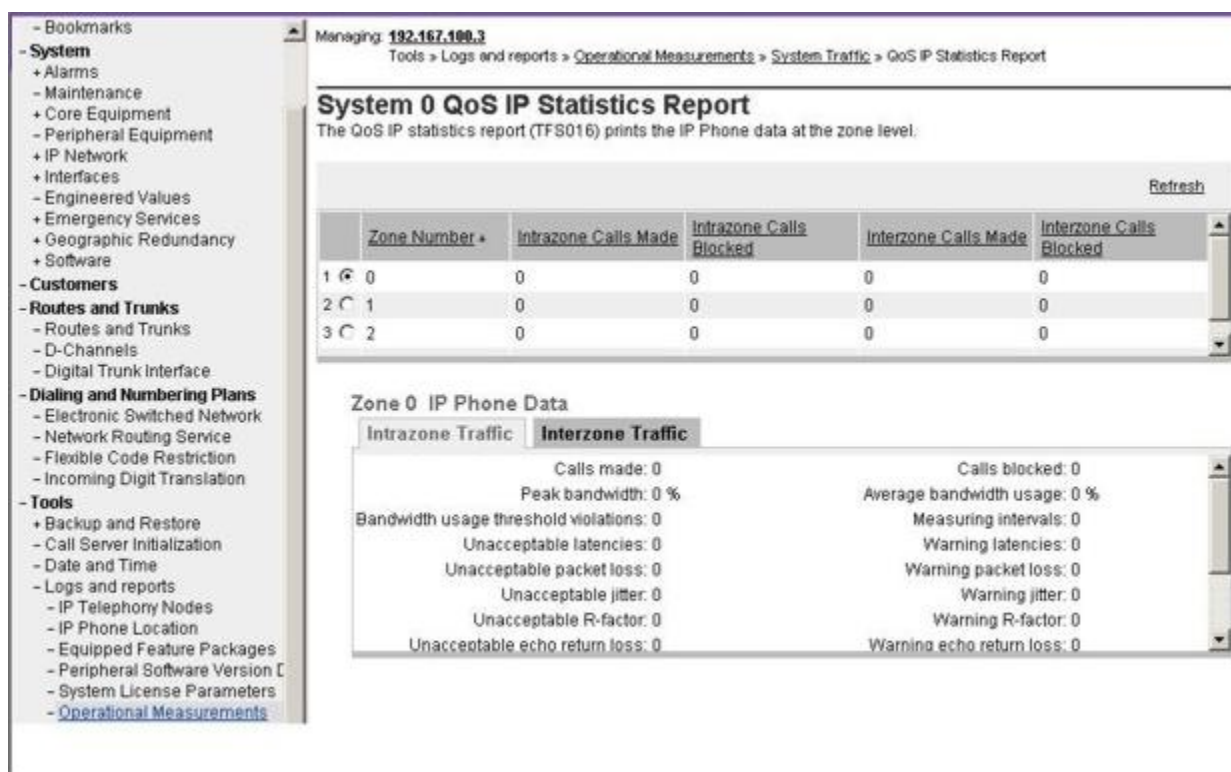 - Bookmarks
- System
+ Alarms
- Maintenance
+ Core Equipment
- Peripheral Equipment
+ IP Network
+ Interfaces
- Engineered Values
+ Emergency Services
+ Geographic Redundancy
+ Software
- Customers
- Routes and Trunks
- Routes and Trunks
- D-Channels
- Digital Trunk Interface
- Dialing and Numbering Plans
- Electronic Switched Network
- Network Routing Service
- Flexible Code Restriction
- Incoming Digit Translation
- Tools
+ Backup and Restore
- Call Server Initialization
- Date and Time
- Logs and reports
- IP Telephony Nodes
- IP Phone Location
- Equipped Feature Packages
- Peripheral Software Version D
- System License Parameters
- Operational Measurements
Managing: 192.167.100.3
Tools » Logs and reports » Operational Measurements » System Traffic » QoS IP Statistics Report
System 0 QoS IP Statistics Report
The QoS IP statistics report (TFS016) prints the IP Phone data at the zone level.
Refresh
Zone Number Intrazone Calls Made Intrazone Calls Blocked Interzone Calls Made Interzone Calls Blocked
1 0 0 0 0 0
2 1 0 0 0 0
3 2 0 0 0 0
Zone 0 IP Phone Data
Intrazone Traffic Interzone Traffic
Calls made: 0 Calls blocked: 0
Peak bandwidth: 0 % Average bandwidth usage: 0 %
Bandwidth usage threshold violations: 0 Measuring intervals: 0
Unacceptable latencies: 0 Warning latencies: 0
Unacceptable packet loss: 0 Warning packet loss: 0
Unacceptable jitter: 0 Warning jitter: 0
Unacceptable R-factor: 0 Warning R-factor: 0
Unacceptable echo return loss: 0 Warning echo return loss: 0